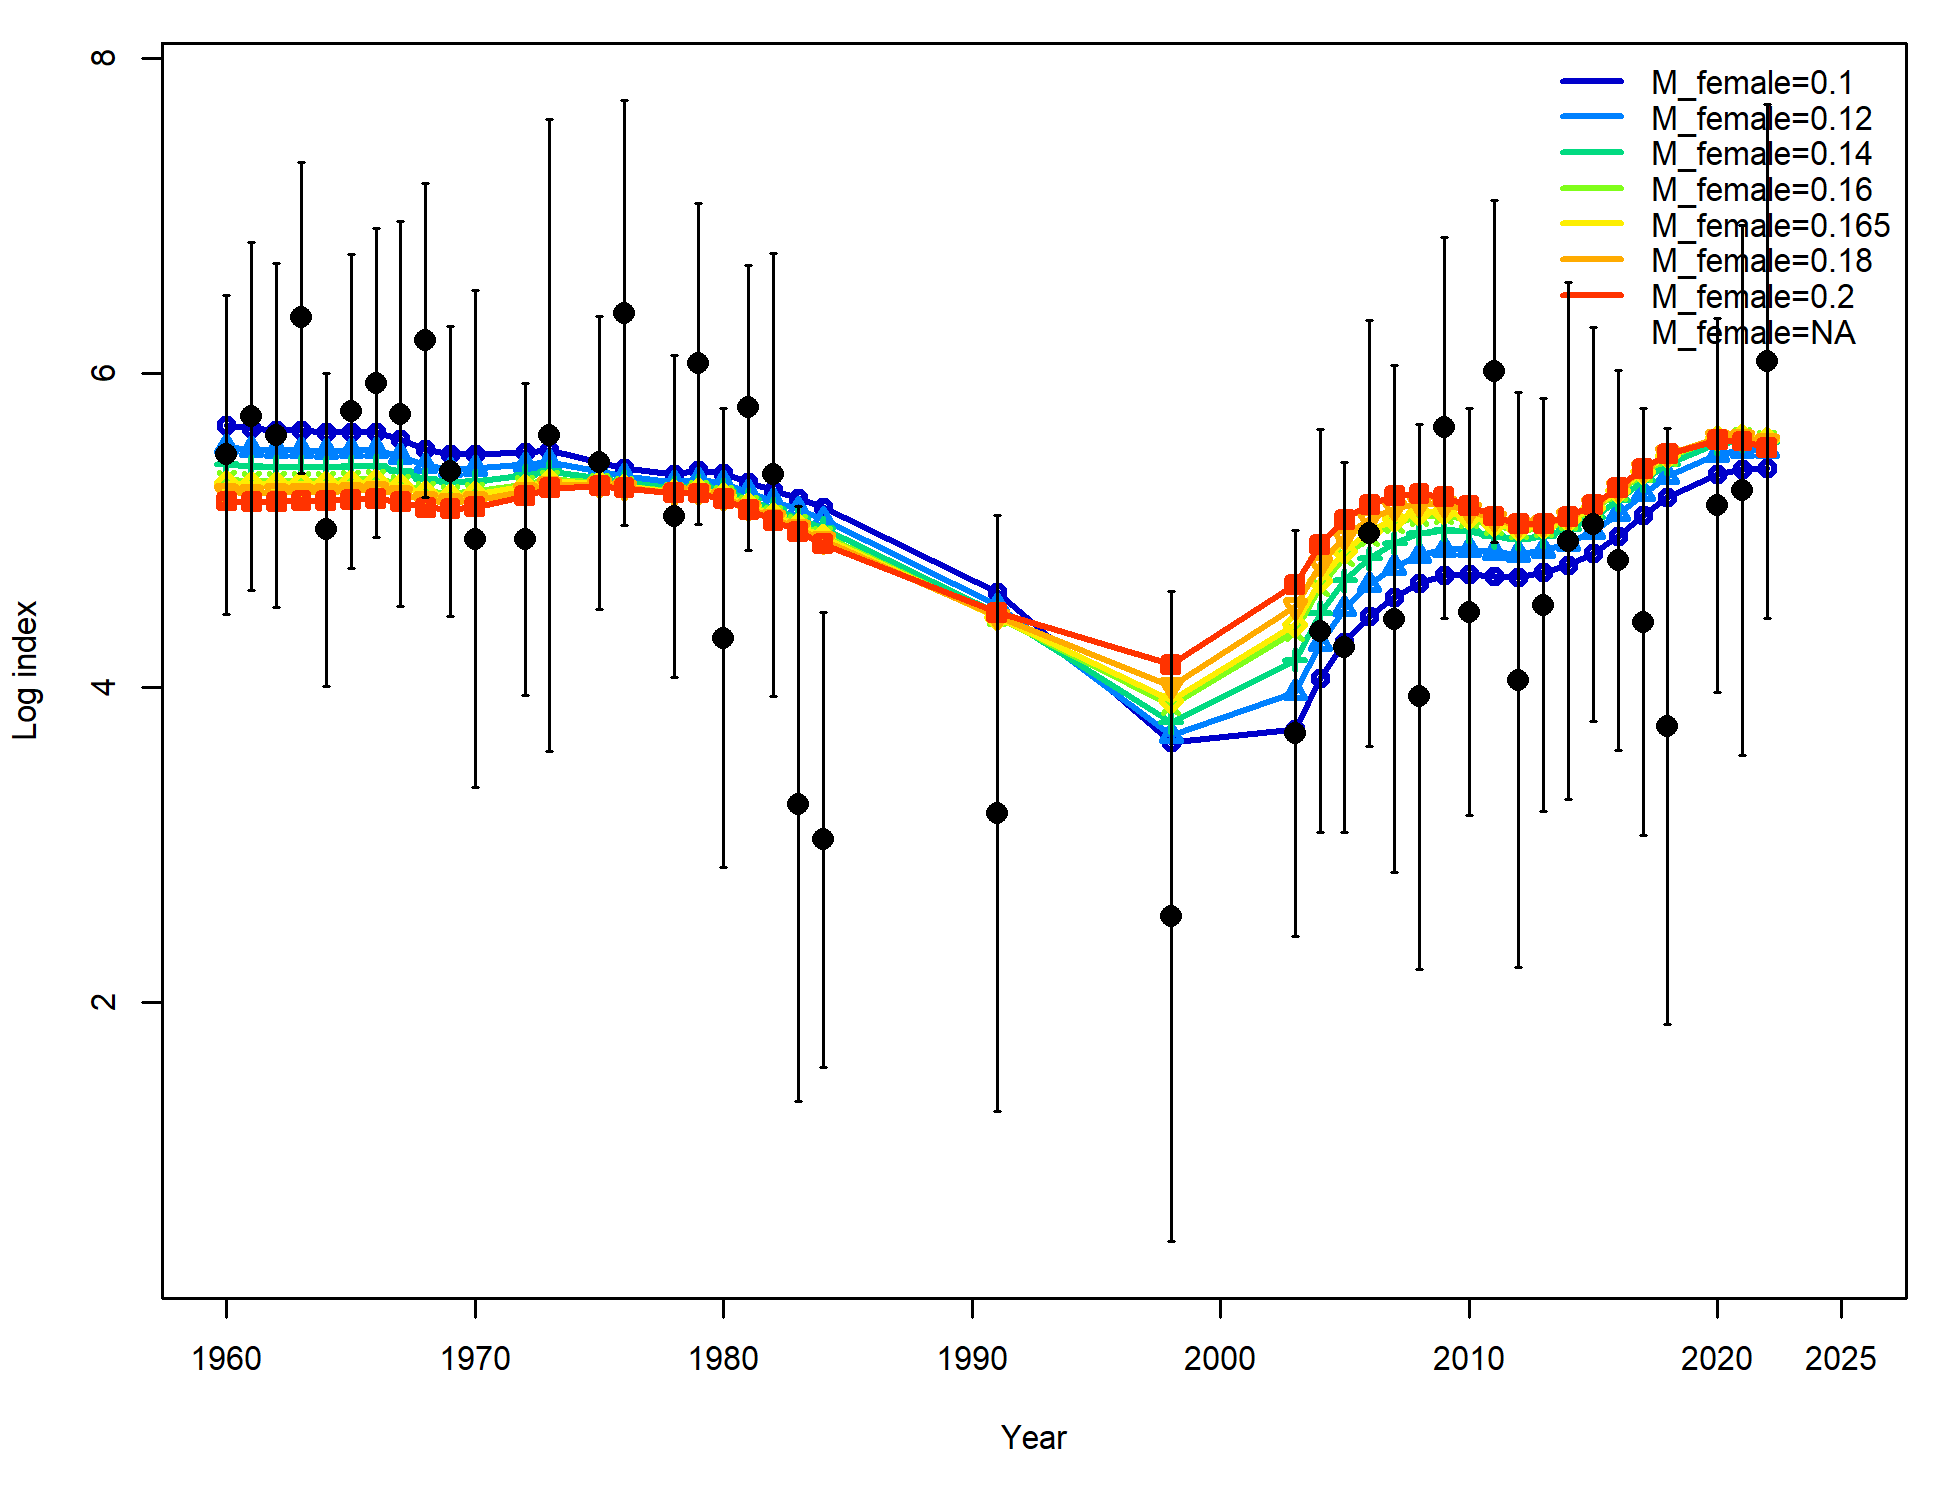 8
6
4
2
Log index
M_female=0.1
M_female=0.12
M_female=0.14
M_female=0.16
M_female=0.165
M_female=0.18
M_female=0.2
M_female=NA
1960 1970 1980 1990 2000 2010 2020 2025
Year